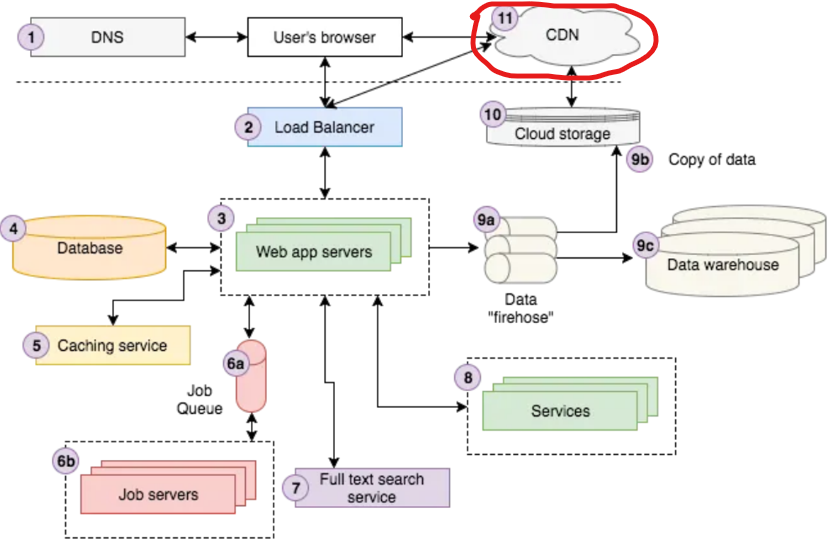 1
DNS
User's browser
11
CDN
2
Load Balancer
10
Cloud storage
9b
Copy of data
3
Web app servers
4
Database
9a
Data
"firehose"
9c
Data warehouse
5
Caching service
6a
Job
Queue
8
Services
6b
Job servers
7
Full text search
service